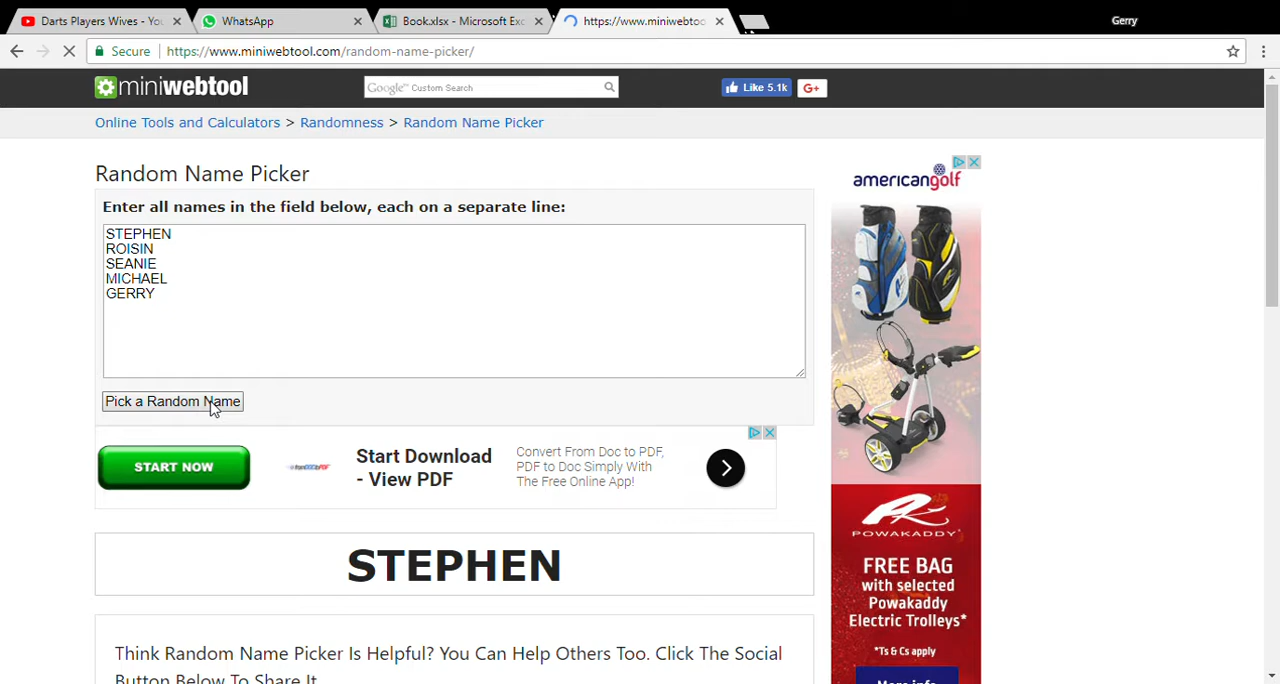 Darts Players Wives - You
WhatsApp
Book.xlsx - Microsoft Exc
https://www.miniwebtoo
Gerry
Secure
https://www.miniwebtool.com/random-name-picker/
miniwebtool
Google™ Custom Search
Like 5.1k
G+
Online Tools and Calculators > Randomness > Random Name Picker
Random Name Picker
Enter all names in the field below, each on a separate line:
STEPHEN
ROISIN
SEANIE
MICHAEL
GERRY
Pick a Random Name
START NOW
Start Download
- View PDF
Convert From Doc to PDF,
PDF to Doc Simply With
The Free Online App!
STEPHEN
Think Random Name Picker Is Helpful? You Can Help Others Too. Click The Social
Button Below To Share It
americangolf
POWAKADDY
FREE BAG
with selected
Powakaddy
Electric Trolleys*
*Ts & Cs apply
More info